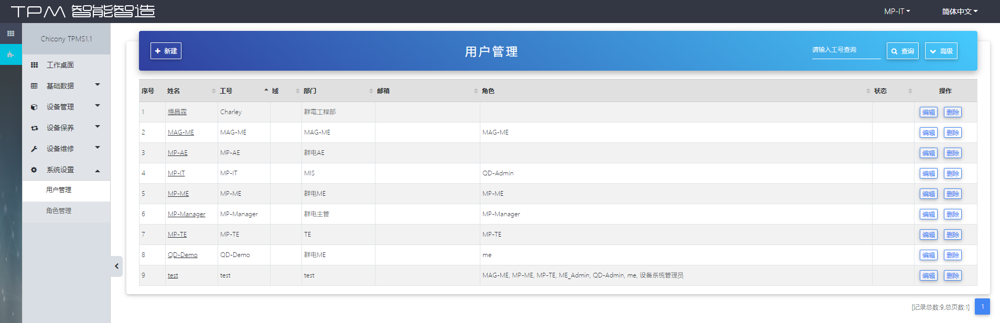 TPM 智能智造
MP-IT
简体中文
Chicony TPMS1.1
工作桌面
基础数据
设备管理
设备保养
设备维修
系统设置
用户管理
角色管理
新建
用户管理
请输入工号查询
查询
高级
序号 姓名 工号 域 部门 邮箱 角色 状态 操作
1 楊昌霖 Charley 群電工程部 编辑 删除
2 MAG-ME MAG-ME MAG-ME MAG-ME 编辑 删除
3 MP-AE MP-AE 群电AE 编辑 删除
4 MP-IT MP-IT MIS QD-Admin 编辑 删除
5 MP-ME MP-ME 群电ME MP-ME 编辑 删除
6 MP-Manager MP-Manager 群电主管 MP-Manager 编辑 删除
7 MP-TE MP-TE TE MP-TE 编辑 删除
8 QD-Demo QD-Demo 群电ME me 编辑 删除
9 test test test MAG-ME, MP-ME, MP-TE, ME_Admin, QD-Admin, me, 设备系统管理员 编辑 删除
[记录总数:9,总页数:1] 1